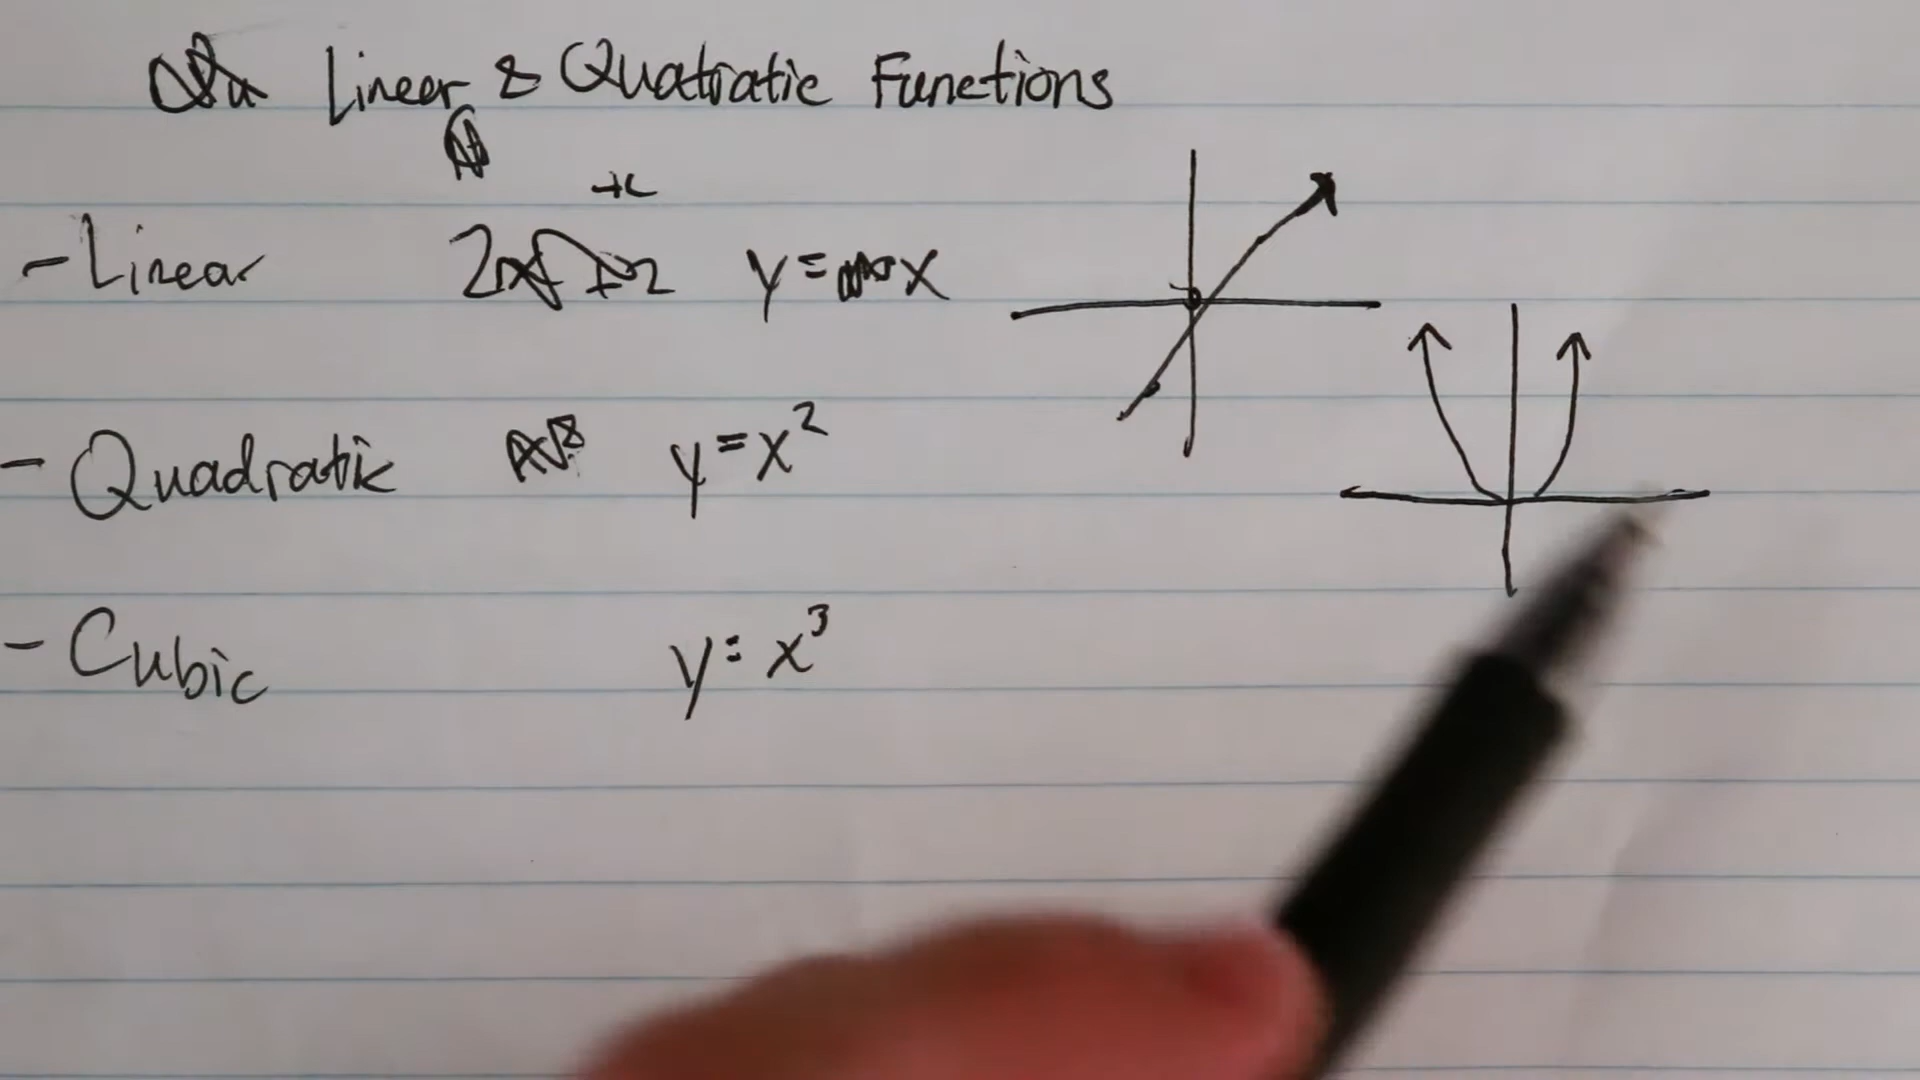 Linear & Quatratic Functions
+c
- Linear y = x
- Quadratic y = x²
- Cubic y = x³